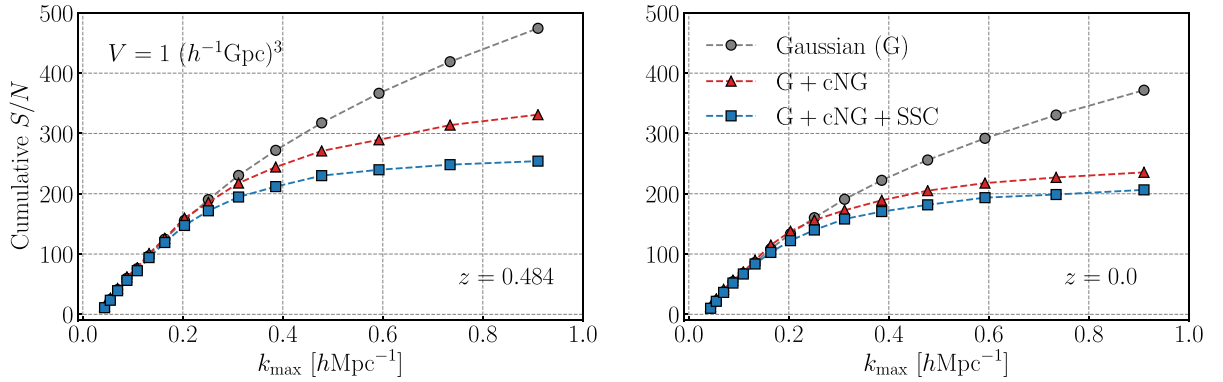 Cumulative S/N
500
400
300
200
100
0
V = 1 (h⁻¹Gpc)³
z = 0.484
0.0 0.2 0.4 0.6 0.8 1.0
k_max [hMpc⁻¹]
500
400
300
200
100
0
Gaussian (G)
G + cNG
G + cNG + SSC
z = 0.0
0.0 0.2 0.4 0.6 0.8 1.0
k_max [hMpc⁻¹]